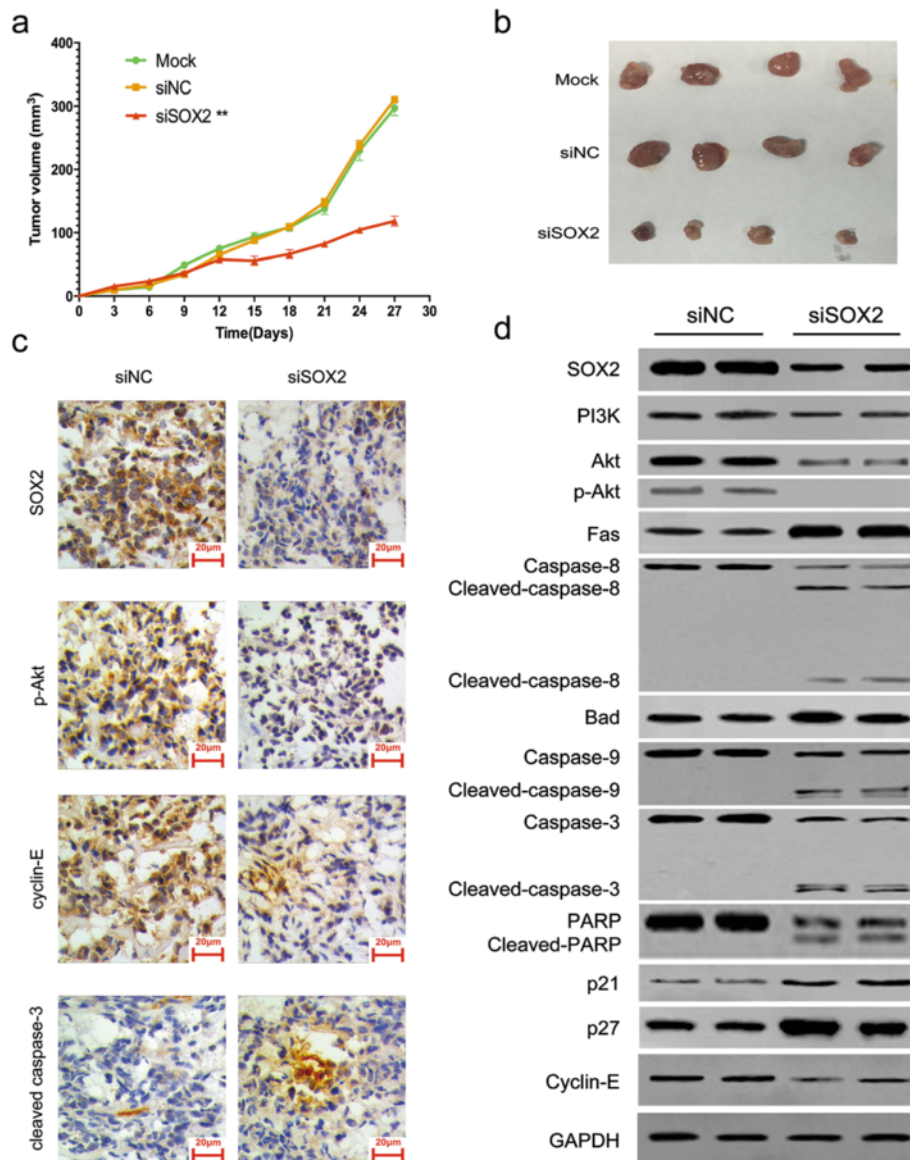 a
400
300
200
100
0
Tumor volume (mm³)
Mock
siNC
siSOX2 **
0 3 6 9 12 15 18 21 24 27 30
Time(Days)
b
Mock
siNC
siSOX2
c
siNC siSOX2
SOX2
20μm 20μm
p-Akt
20μm 20μm
cyclin-E
20μm 20μm
cleaved caspase-3
20μm 20μm
d
siNC siSOX2
SOX2
PI3K
Akt
p-Akt
Fas
Caspase-8
Cleaved-caspase-8
Cleaved-caspase-8
Bad
Caspase-9
Cleaved-caspase-9
Caspase-3
Cleaved-caspase-3
PARP
Cleaved-PARP
p21
p27
Cyclin-E
GAPDH